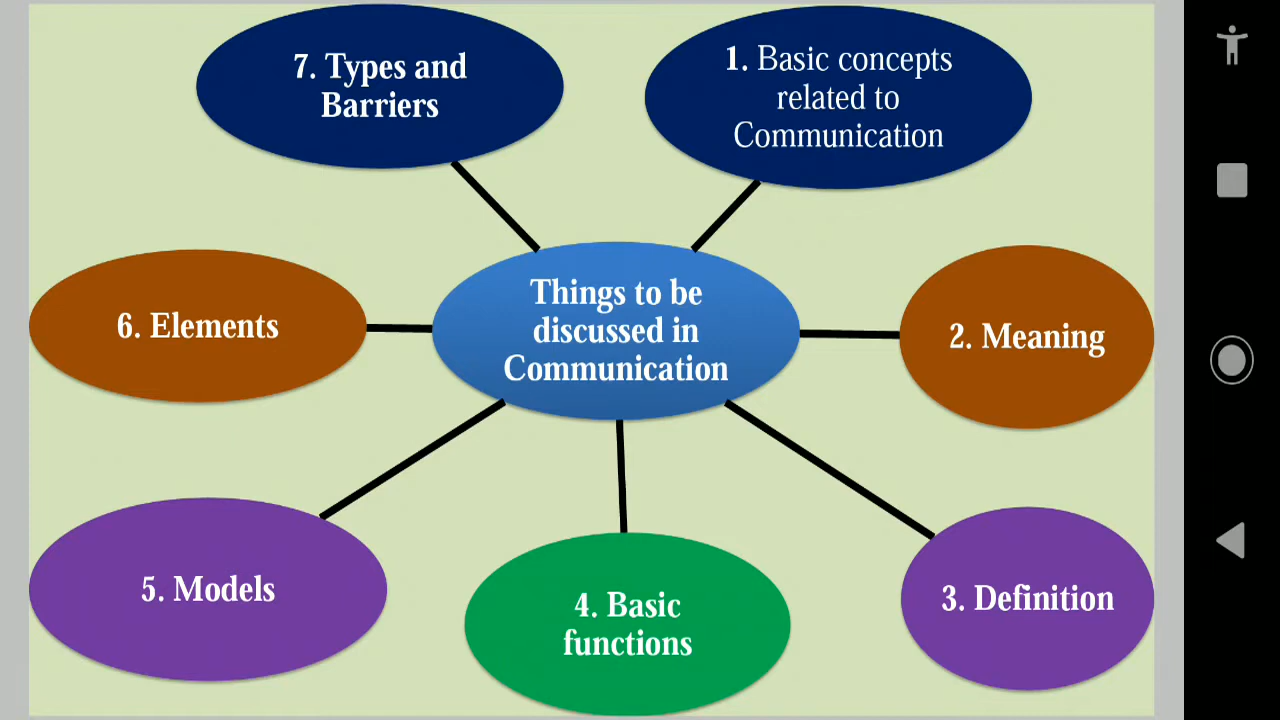 7. Types and
Barriers
1. Basic concepts
related to
Communication
Things to be
discussed in
Communication
6. Elements
2. Meaning
5. Models
4. Basic
functions
3. Definition